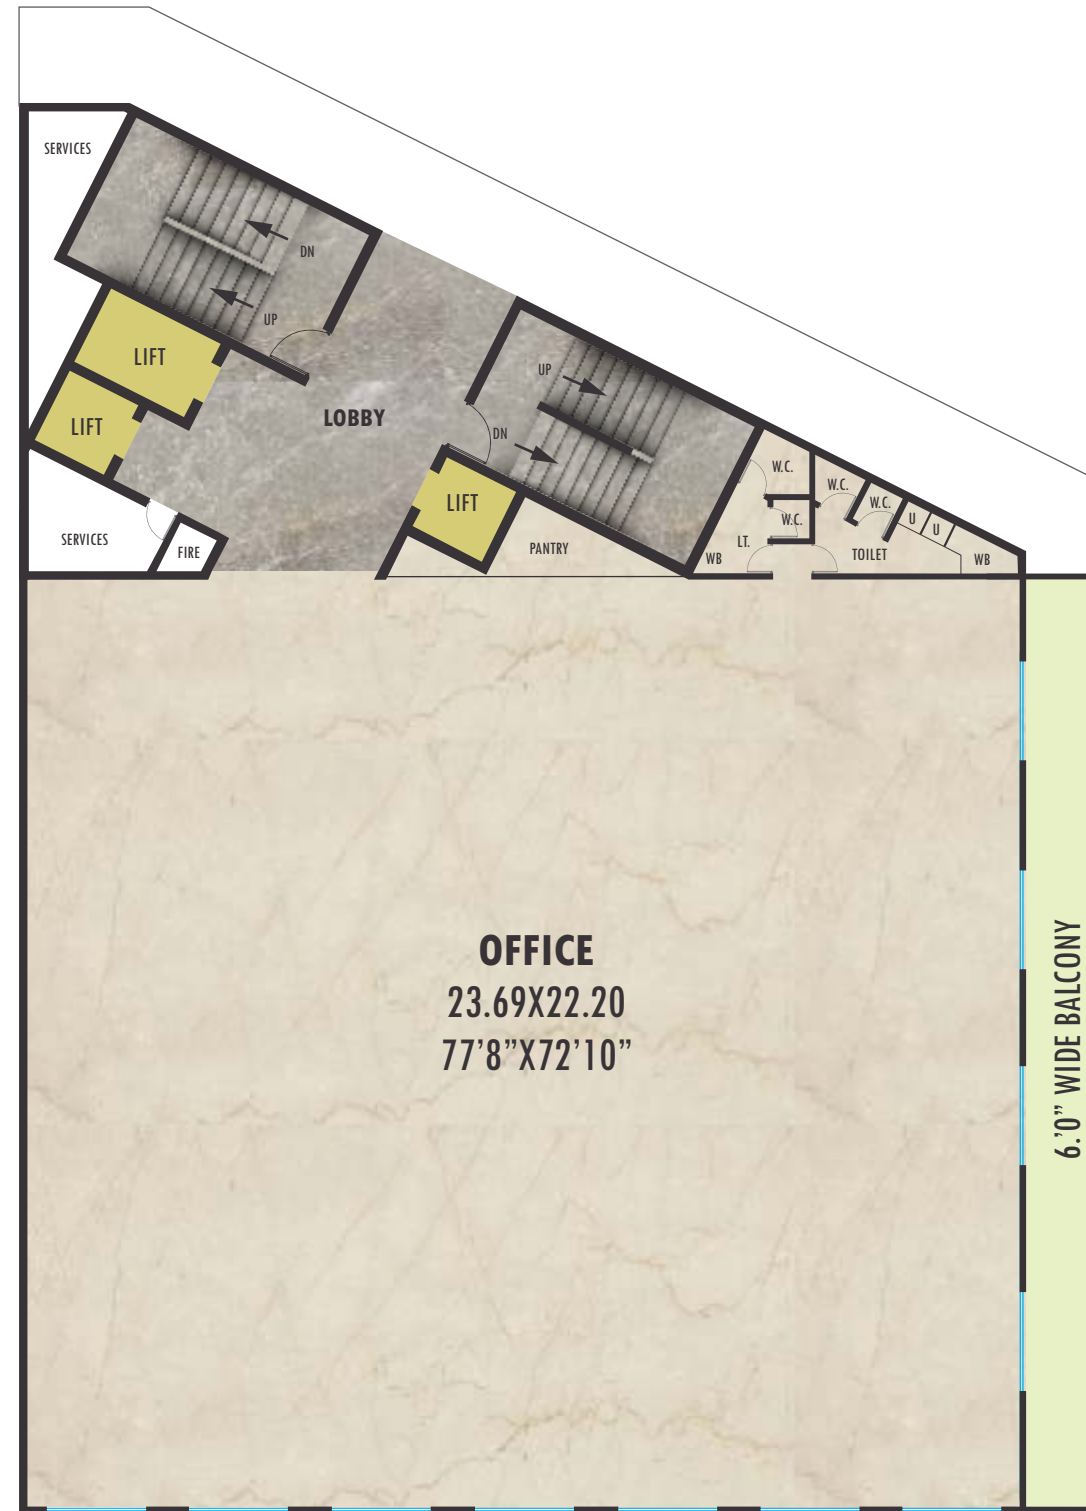 SERVICES
DN
UP
LIFT
LIFT
LOBBY
UP
DN
LIFT
SERVICES
FIRE
PANTRY
W.C.
W.C.
W.C.
W.C.
U
U
LT.
WB
TOILET
WB
OFFICE
23.69X22.20
77’8”X72’10”
6.’0” WIDE BALCONY